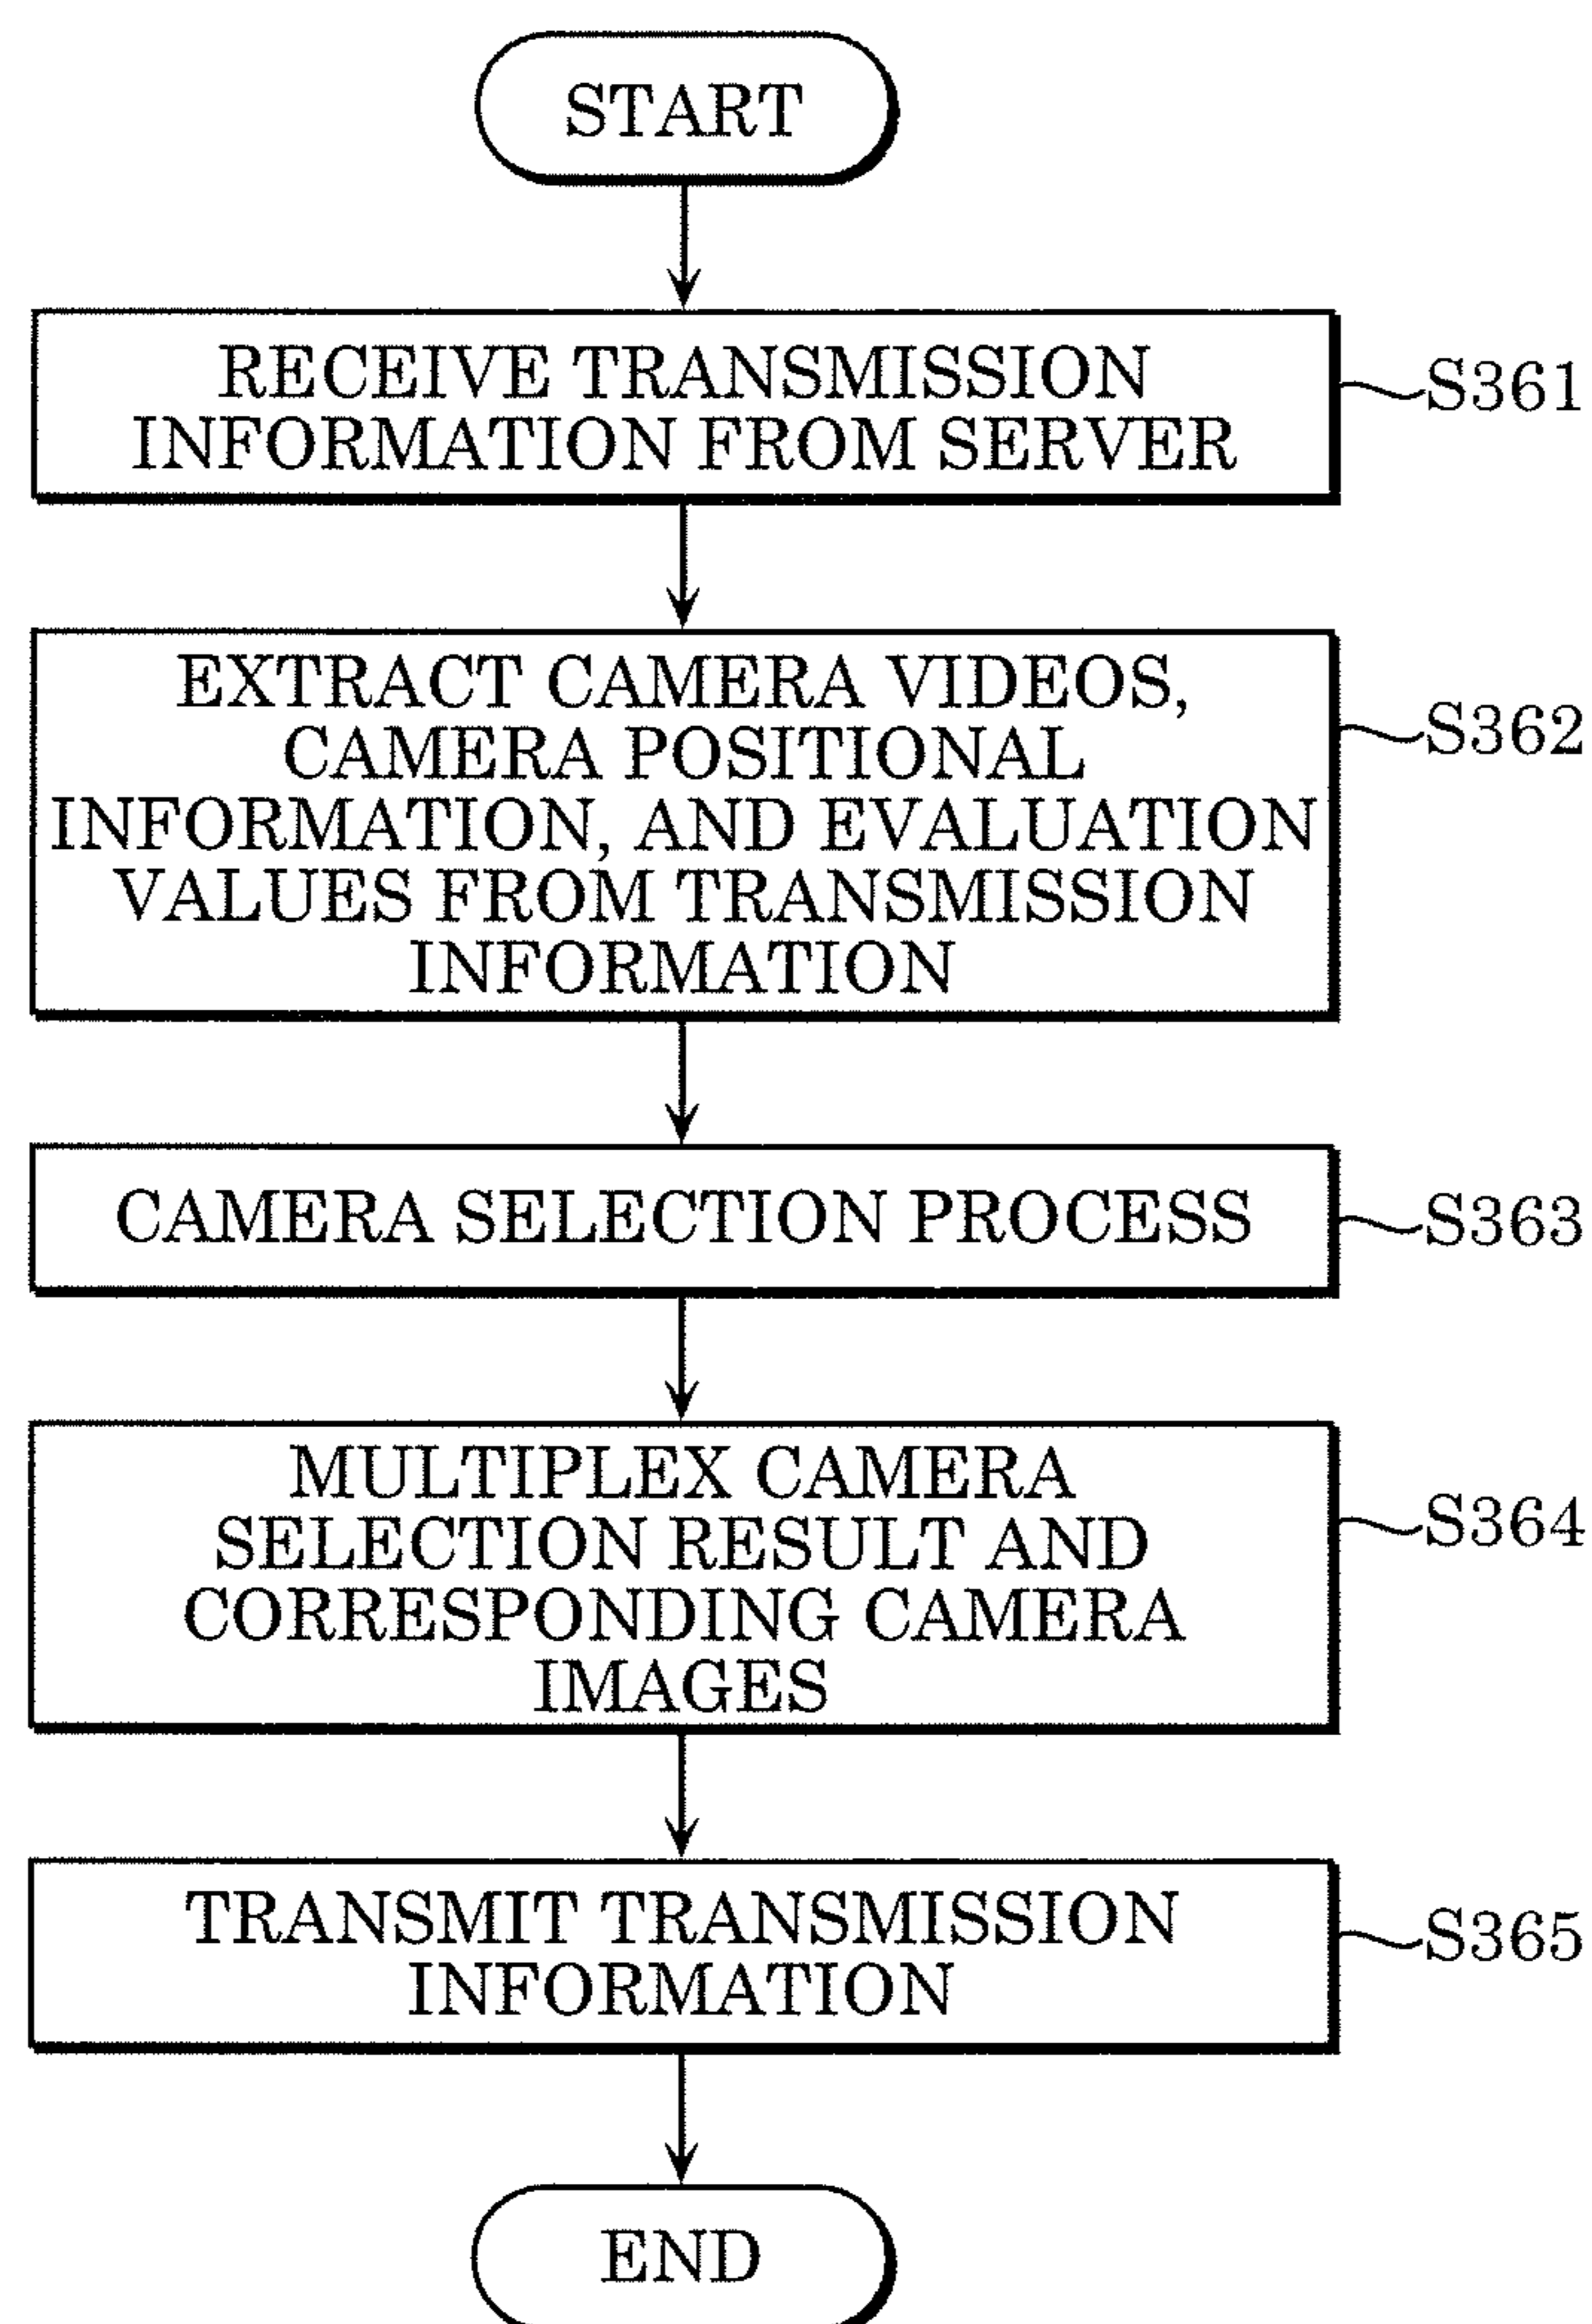 START
RECEIVE TRANSMISSION
INFORMATION FROM SERVER
S361
EXTRACT CAMERA VIDEOS,
CAMERA POSITIONAL
INFORMATION, AND EVALUATION
VALUES FROM TRANSMISSION
INFORMATION
S362
CAMERA SELECTION PROCESS
S363
MULTIPLEX CAMERA
SELECTION RESULT AND
CORRESPONDING CAMERA
IMAGES
S364
TRANSMIT TRANSMISSION
INFORMATION
S365
END